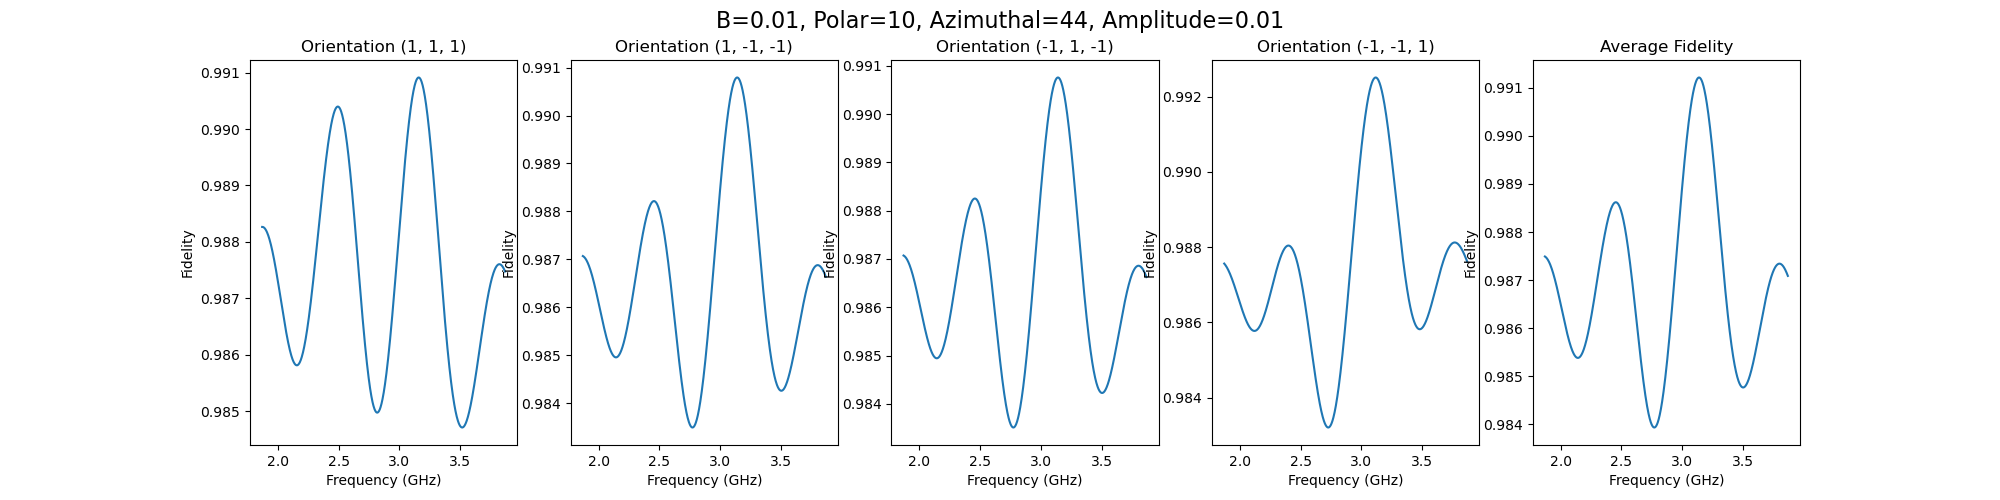 B=0.01, Polar=10, Azimuthal=44, Amplitude=0.01
Orientation (1, 1, 1)
0.991
0.990
0.989
0.988
0.987
0.986
0.985
Fidelity
2.0 2.5 3.0 3.5
Frequency (GHz)
Orientation (1, -1, -1)
0.991
0.990
0.989
0.988
0.987
0.986
0.985
0.984
Fidelity
2.0 2.5 3.0 3.5
Frequency (GHz)
Orientation (-1, 1, -1)
0.991
0.990
0.989
0.988
0.987
0.986
0.985
0.984
Fidelity
2.0 2.5 3.0 3.5
Frequency (GHz)
Orientation (-1, -1, 1)
0.992
0.990
0.988
0.986
0.984
Fidelity
2.0 2.5 3.0 3.5
Frequency (GHz)
Average Fidelity
0.991
0.990
0.989
0.988
0.987
0.986
0.985
0.984
Fidelity
2.0 2.5 3.0 3.5
Frequency (GHz)